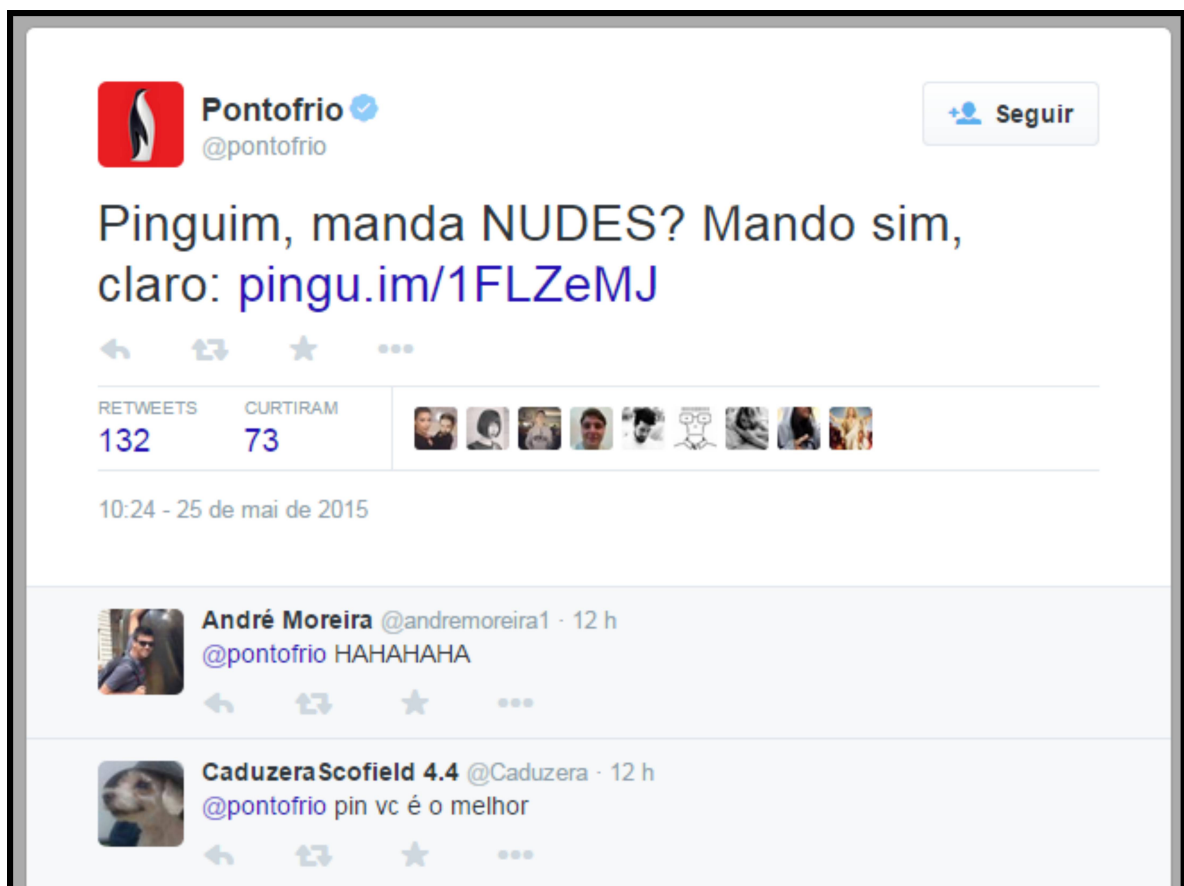 Pontofrio
@pontofrio
Seguir
Pinguim, manda NUDES? Mando sim,
claro: pingu.im/1FLZeMJ
RETWEETS CURTIRAM
132 73
10:24 - 25 de mai de 2015
André Moreira @andremoreira1 · 12 h
@pontofrio HAHAHAHA
CaduzeraScofield 4.4 @Caduzera · 12 h
@pontofrio pin vc é o melhor